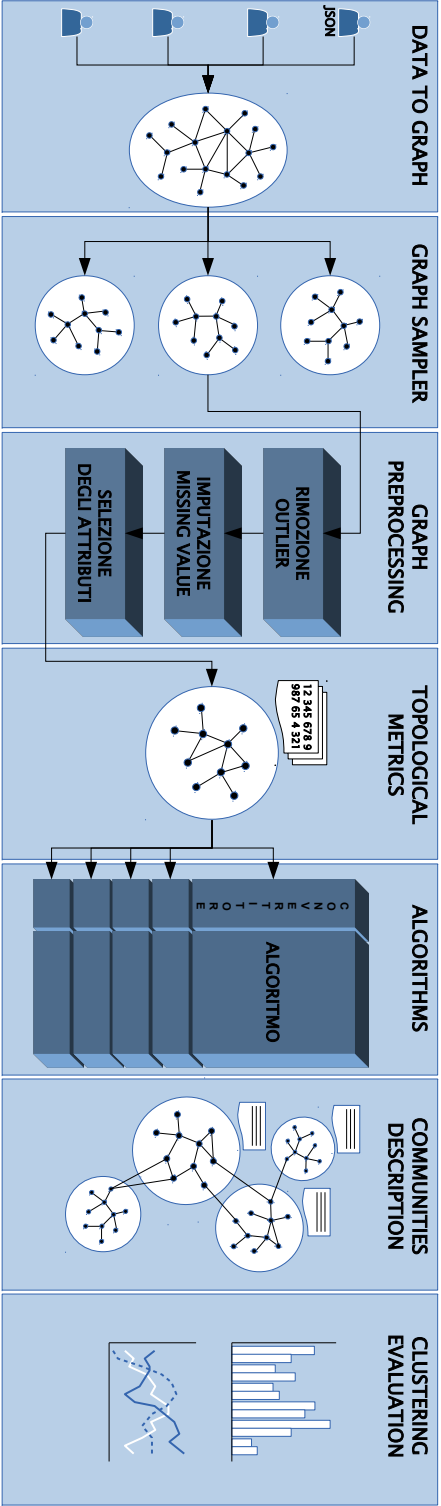 DATA TO GRAPH
JSON
GRAPH SAMPLER
GRAPH
PREPROCESSING
RIMOZIONE
OUTLIER
IMPUTAZIONE
MISSING VALUE
SELEZIONE
DEGLI ATTRIBUTI
TOPOLOGICAL
METRICS
12 345 678 9
987 65 4 321
ALGORITHMS
CONVERTITORE
ALGORITMO
COMMUNITIES
DESCRIPTION
CLUSTERING
EVALUATION